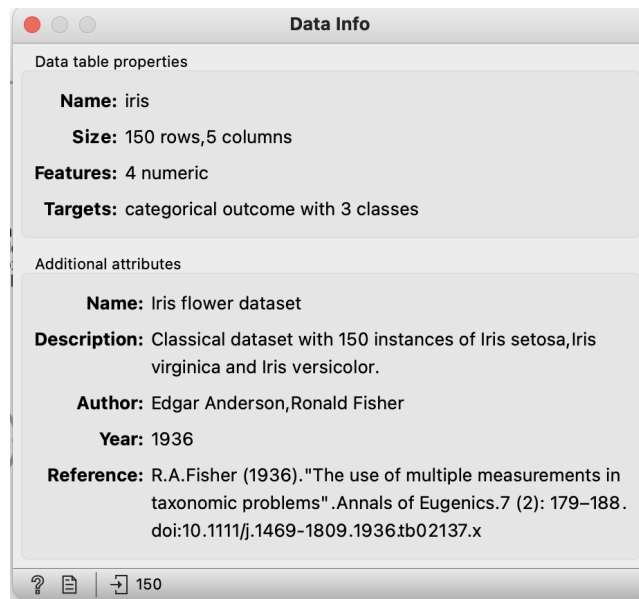 Data Info
Data table properties
Name: iris
Size: 150 rows,5 columns
Features: 4 numeric
Targets: categorical outcome with 3 classes
Additional attributes
Name: Iris flower dataset
Description: Classical dataset with 150 instances of Iris setosa,Iris
virginica and Iris versicolor.
Author: Edgar Anderson,Ronald Fisher
Year: 1936
Reference: R.A.Fisher (1936)."The use of multiple measurements in
taxonomic problems".Annals of Eugenics.7 (2): 179–188.
doi:10.1111/j.1469-1809.1936.tb02137.x
? 150